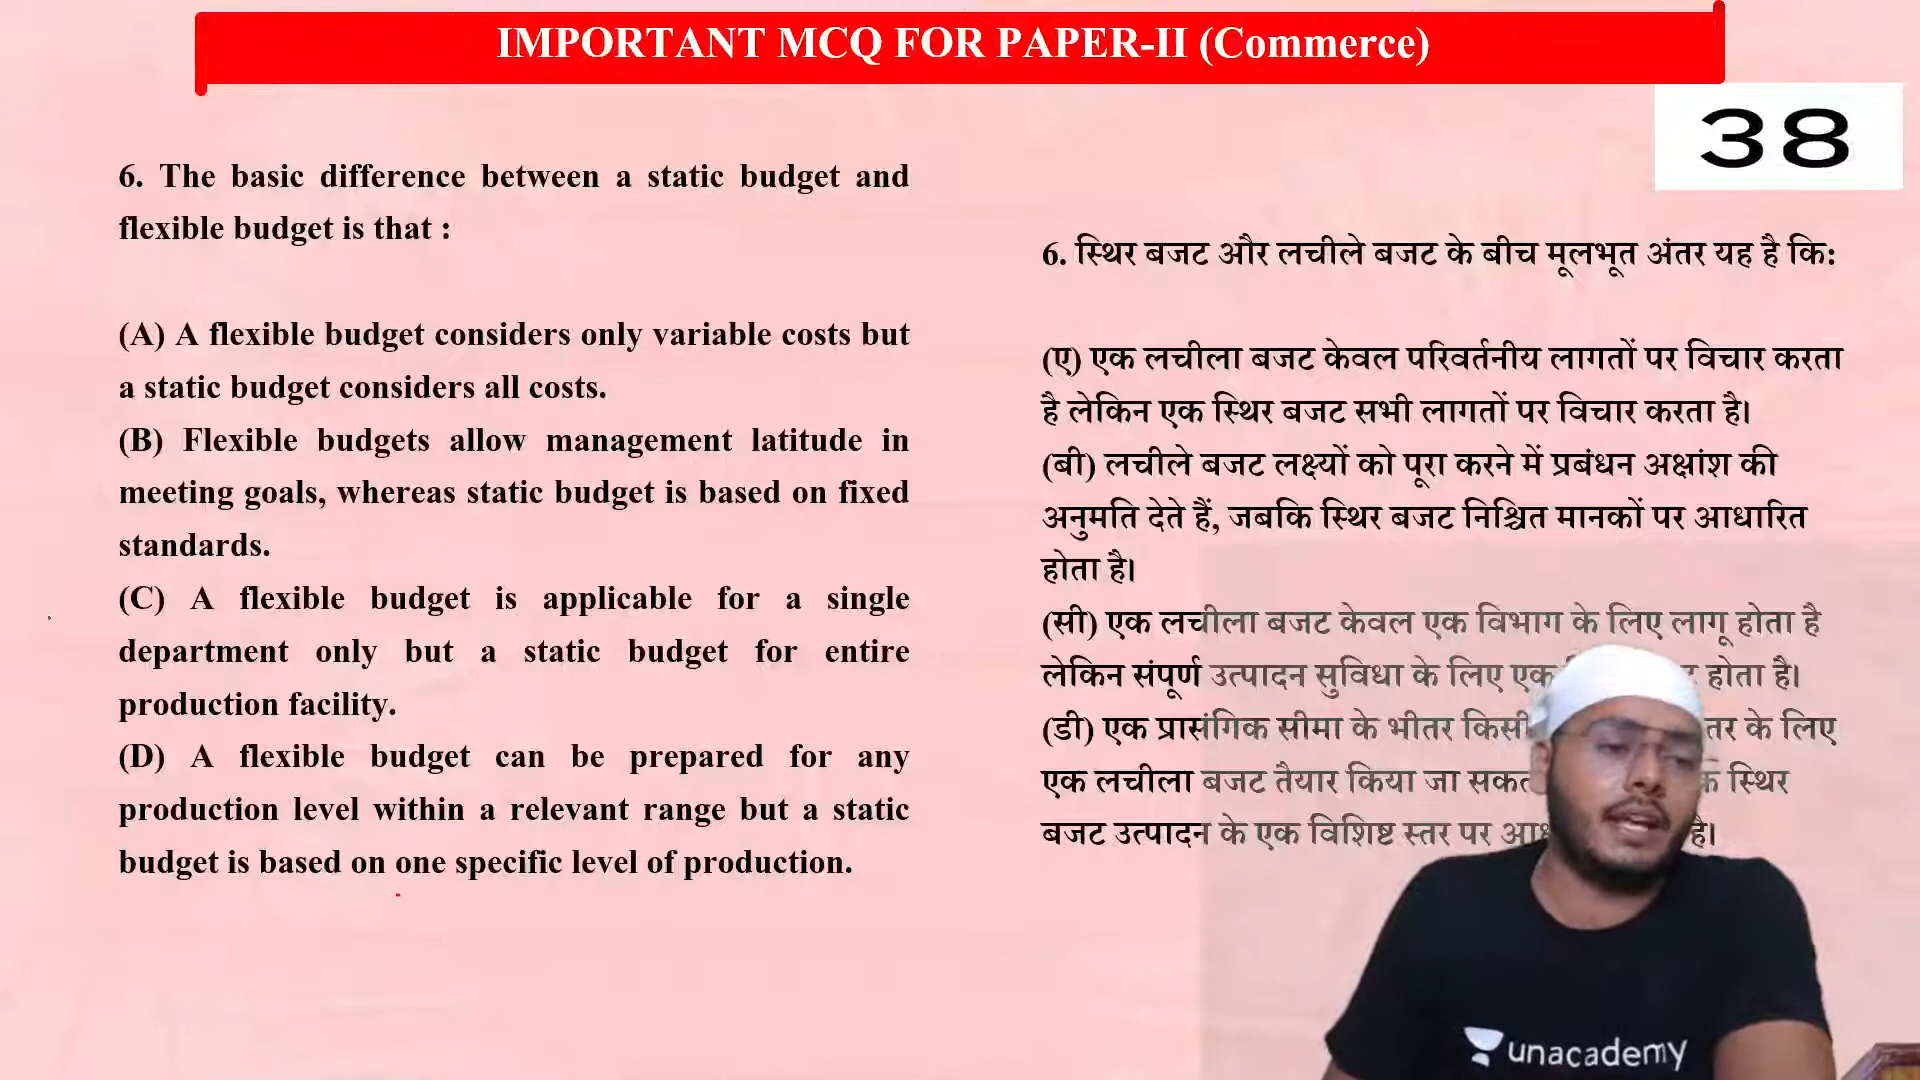 IMPORTANT MCQ FOR PAPER-II (Commerce)
38
6. The basic difference between a static budget and
flexible budget is that :
(A) A flexible budget considers only variable costs but
a static budget considers all costs.
(B) Flexible budgets allow management latitude in
meeting goals, whereas static budget is based on fixed
standards.
(C) A flexible budget is applicable for a single
department only but a static budget for entire
production facility.
(D) A flexible budget can be prepared for any
production level within a relevant range but a static
budget is based on one specific level of production.
6. स्थिर बजट और लचीले बजट के बीच मूलभूत अंतर यह है कि:
(ए) एक लचीला बजट केवल परिवर्तनीय लागतों पर विचार करता
है लेकिन एक स्थिर बजट सभी लागतों पर विचार करता है।
(बी) लचीले बजट लक्ष्यों को पूरा करने में प्रबंधन अक्षांश की
अनुमति देते हैं, जबकि स्थिर बजट निश्चित मानकों पर आधारित
होता है।
(सी) एक लचीला बजट केवल एक विभाग के लिए लागू होता है
लेकिन संपूर्ण उत्पादन सुविधा के लिए एक होता है।
(डी) एक प्रासंगिक सीमा के भीतर किसी के लिए
एक लचीला बजट तैयार किया जा स्थिर
बजट उत्पादन के एक विशिष्ट स्तर पर है।
unacademy